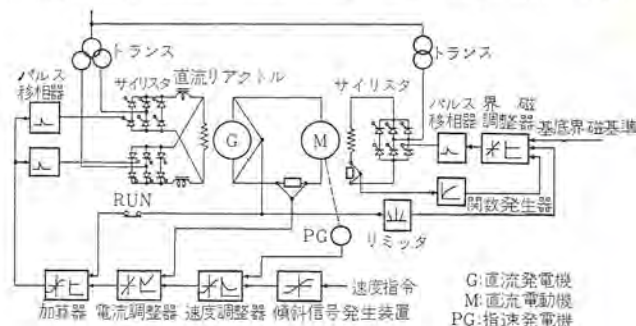 トランス
トランス
パルス
移相器
サイリスタ
直流リアクトル
サイリスタ
パルス
移相器
界磁
調整器
基底界磁基準
G
M
関数発生器
RUN
PG
リミッタ
速度指令
加算器
電流調整器
速度調整器
傾斜信号発生装置
G:直流発電機
M:直流電動機
PG:指速発電機